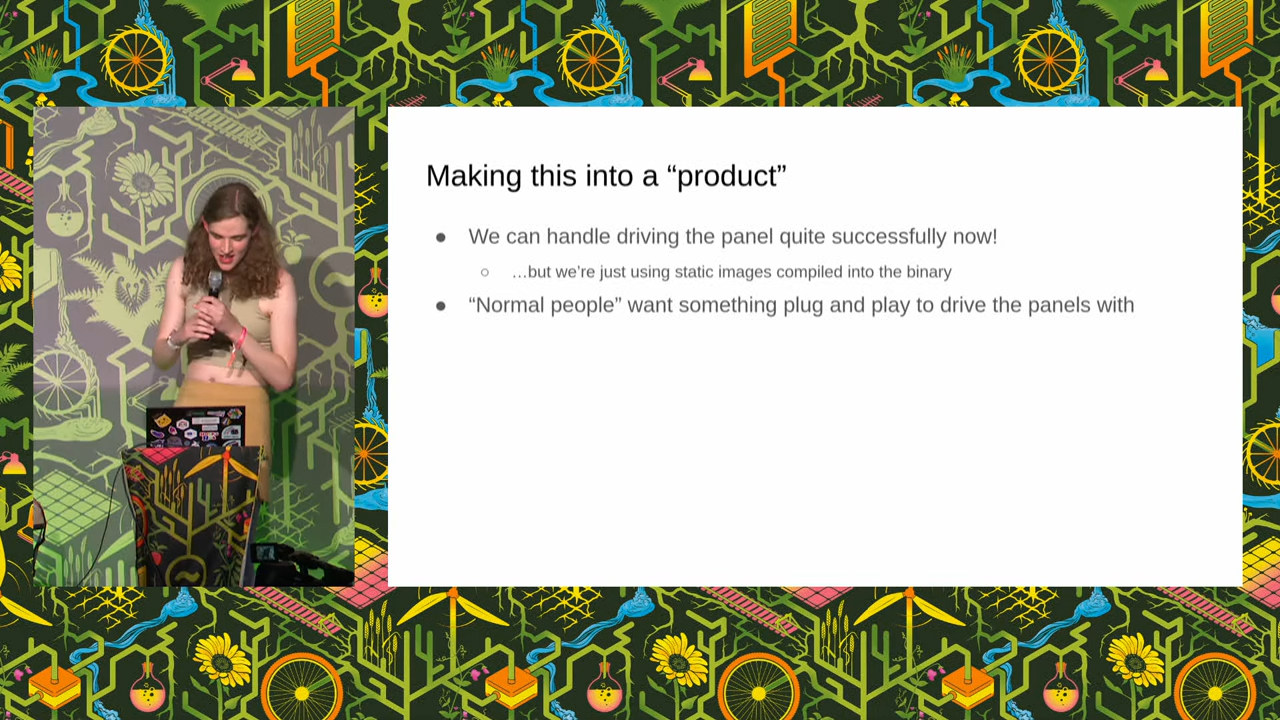 Making this into a “product”
● We can handle driving the panel quite successfully now!
○ …but we’re just using static images compiled into the binary
● “Normal people” want something plug and play to drive the panels with